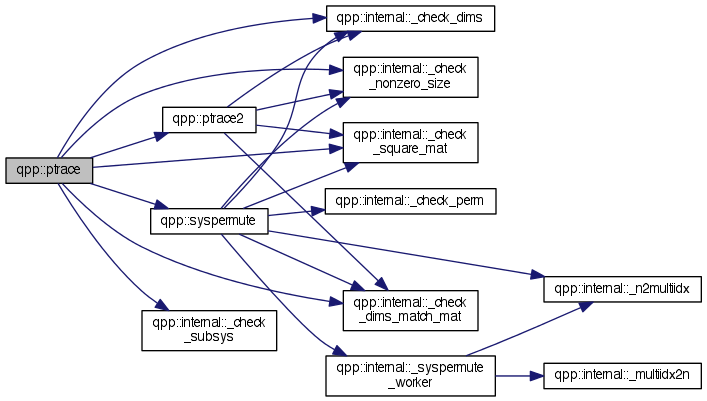 qpp::internal::_check_dims
qpp::internal::_check
_nonzero_size
qpp::ptrace2
qpp::internal::_check
_square_mat
qpp::ptrace
qpp::internal::_check_perm
qpp::syspermute
qpp::internal::_n2multiidx
qpp::internal::_check
_dims_match_mat
qpp::internal::_check
_subsys
qpp::internal::_syspermute
_worker
qpp::internal::_multiidx2n